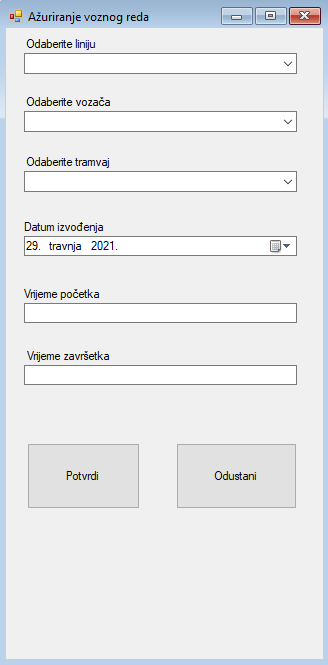 Ažuriranje voznog reda
Odaberite liniju
Odaberite vozača
Odaberite tramvaj
Datum izvođenja
29. travnja 2021.
Vrijeme početka
Vrijeme završetka
Potvrdi Odustani